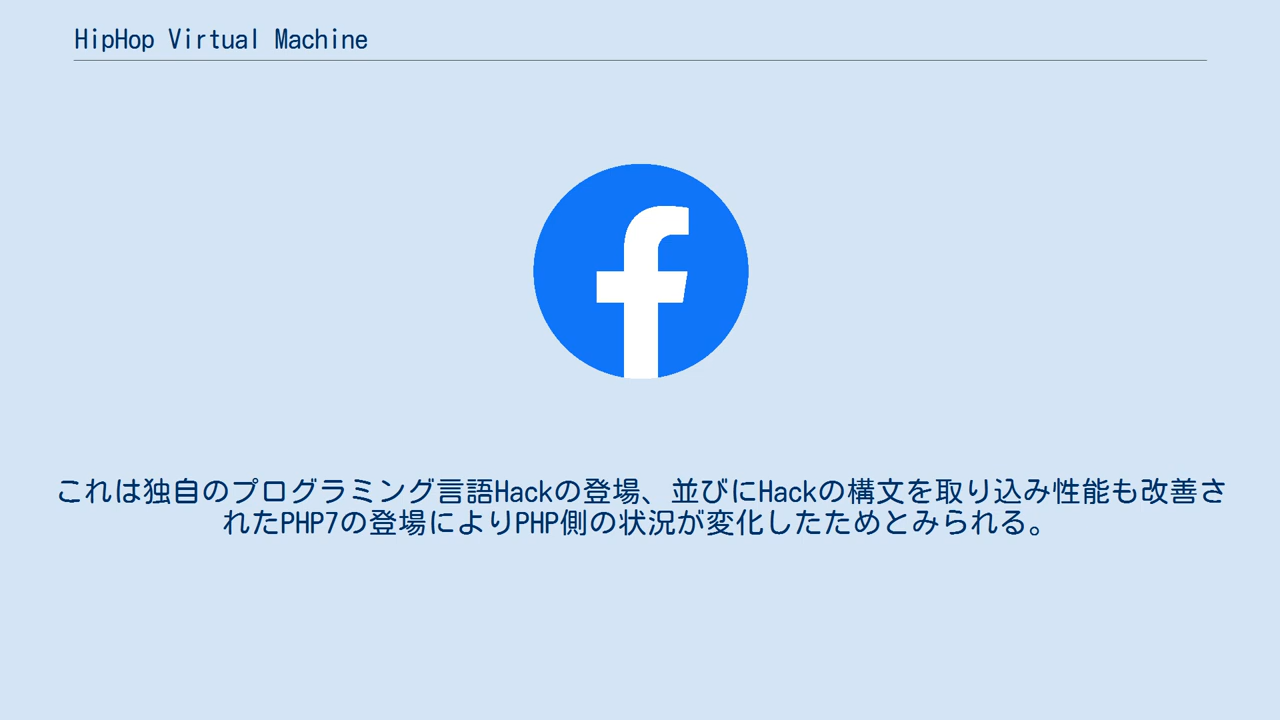 HipHop Virtual Machine
これは独自のプログラミング言語Hackの登場、並びにHackの構文を取り込み性能も改善さ
れたPHP7の登場によりPHP側の状況が変化したためとみられる。